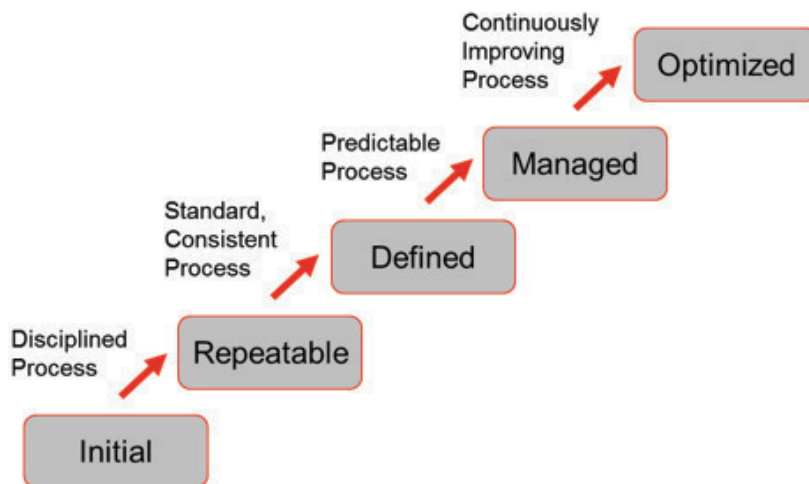 Continuously
Improving
Process
Optimized
Predictable
Process
Managed
Standard,
Consistent
Process
Defined
Disciplined
Process
Repeatable
Initial